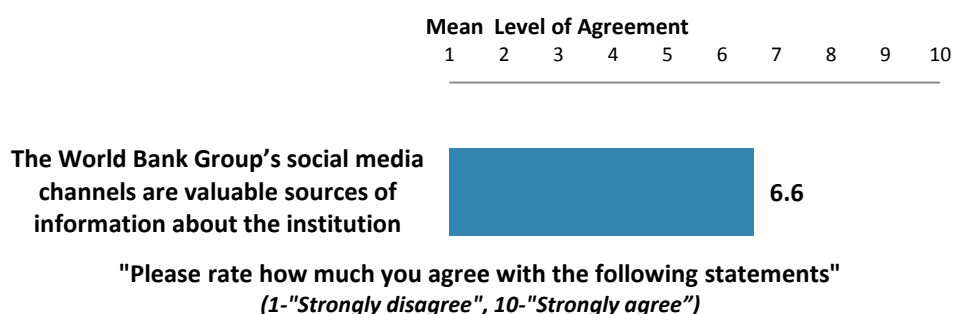 Mean Level of Agreement
1 2 3 4 5 6 7 8 9 10
The World Bank Group’s social media
channels are valuable sources of
information about the institution
6.6
"Please rate how much you agree with the following statements"
(1-"Strongly disagree", 10-"Strongly agree”)